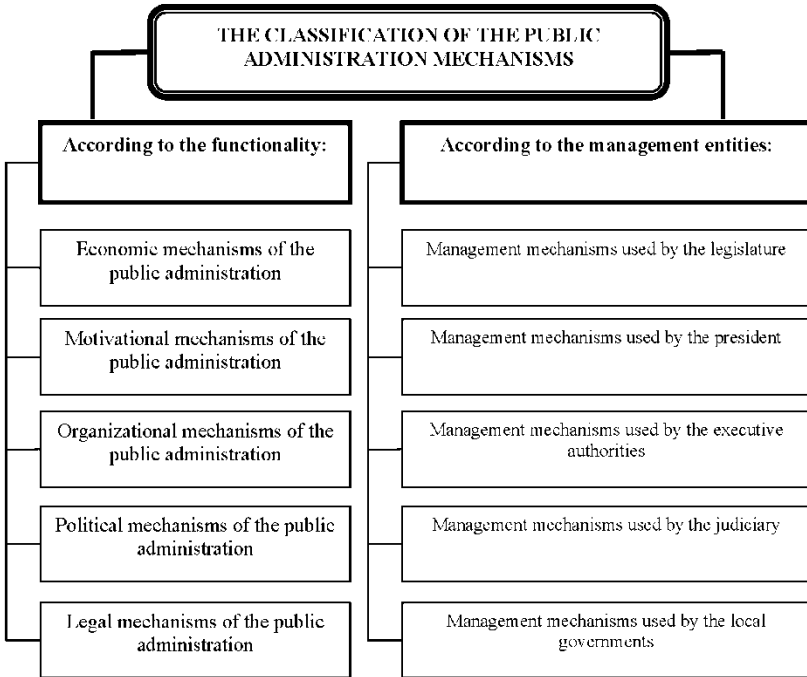 THE CLASSIFICATION OF THE PUBLIC
ADMINISTRATION MECHANISMS
According to the functionality:
Economic mechanisms of the
public administration
Motivational mechanisms of the
public administration
Organizational mechanisms of the
public administration
Political mechanisms of the public
administration
Legal mechanisms of the public
administration
According to the management entities:
Management mechanisms used by the legislature
Management mechanisms used by the president
Management mechanisms used by the executive
authorities
Management mechanisms used by the judiciary
Management mechanisms used by the local
governments